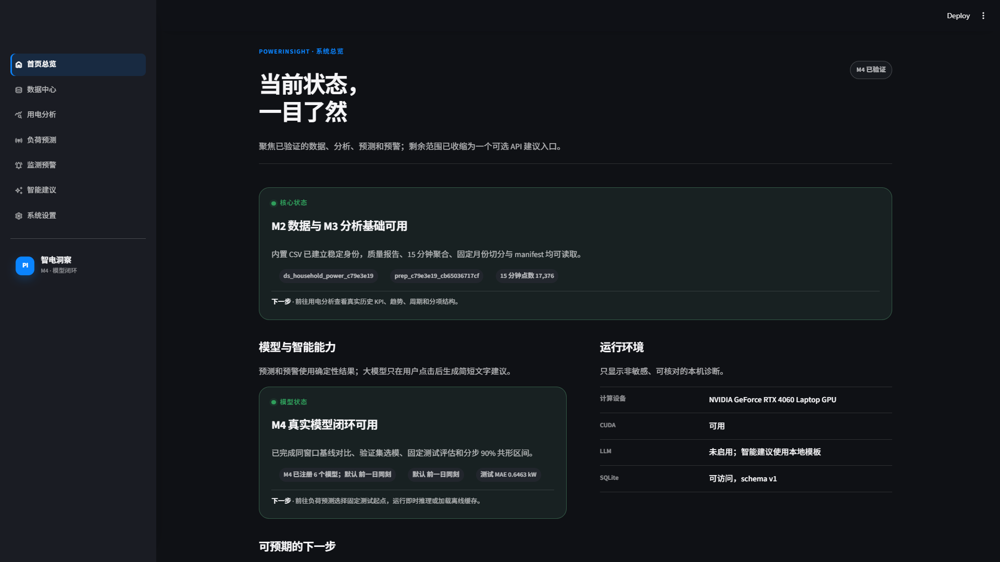 Deploy
首页总览
数据中心
用电分析
负荷预测
监测预警
智能建议
系统设置
PI
智电洞察
M4 · 模型闭环
POWERINSIGHT · 系统总览
当前状态，
一目了然
M4 已验证
聚焦已验证的数据、分析、预测和预警；剩余范围已收缩为一个可选 API 建议入口。
核心状态
M2 数据与 M3 分析基础可用
内置 CSV 已建立稳定身份，质量报告、15 分钟聚合、固定月份切分与 manifest 均可读取。
ds_household_power_c79e3e19
prep_c79e3e19_cb65036717cf
15 分钟点数 17,376
下一步 · 前往用电分析查看真实历史 KPI、趋势、周期和分项结构。
模型与智能能力
预测和预警使用确定性结果；大模型只在用户点击后生成简短文字建议。
模型状态
M4 真实模型闭环可用
已完成同窗口基线对比、验证集选模、固定测试评估和分步 90% 共形区间。
M4 已注册 6 个模型；默认 前一日同刻
默认 前一日同刻
测试 MAE 0.6463 kW
下一步 · 前往负荷预测选择固定测试起点，运行即时推理或加载离线缓存。
运行环境
只显示非敏感、可核对的本机诊断。
计算设备
NVIDIA GeForce RTX 4060 Laptop GPU
CUDA
可用
LLM
未启用；智能建议使用本地模板
SQLite
可访问，schema v1
可预期的下一步